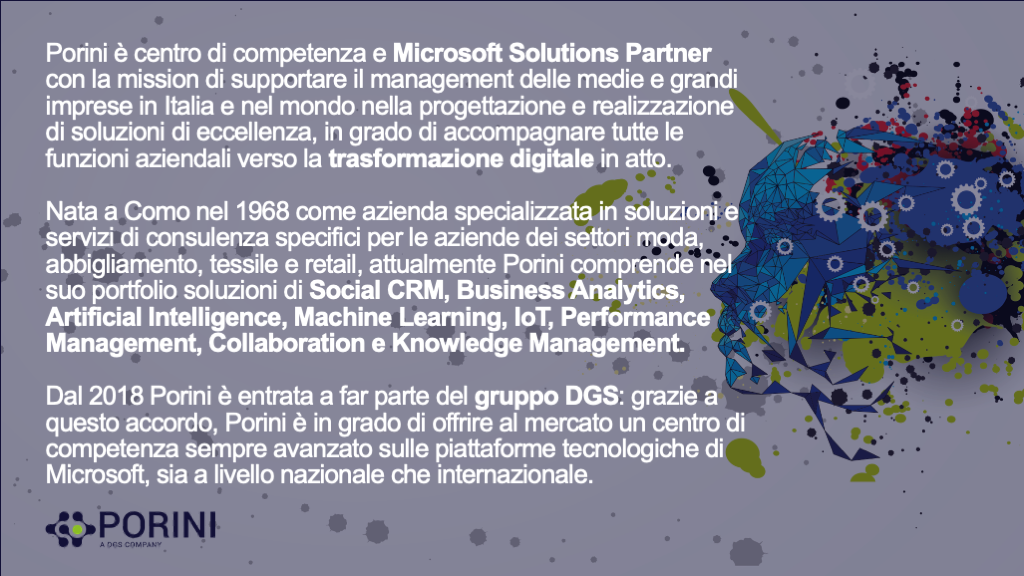 Porini è centro di competenza e Microsoft Solutions Partner
con la mission di supportare il management delle medie e grandi
imprese in Italia e nel mondo nella progettazione e realizzazione
di soluzioni di eccellenza, in grado di accompagnare tutte le
funzioni aziendali verso la trasformazione digitale in atto.
Nata a Como nel 1968 come azienda specializzata in soluzioni e
servizi di consulenza specifici per le aziende dei settori moda,
abbigliamento, tessile e retail, attualmente Porini comprende nel
suo portfolio soluzioni di Social CRM, Business Analytics,
Artificial Intelligence, Machine Learning, IoT, Performance
Management, Collaboration e Knowledge Management.
Dal 2018 Porini è entrata a far parte del gruppo DGS: grazie a
questo accordo, Porini è in grado di offrire al mercato un centro di
competenza sempre avanzato sulle piattaforme tecnologiche di
Microsoft, sia a livello nazionale che internazionale.
PORINI
A DGS COMPANY